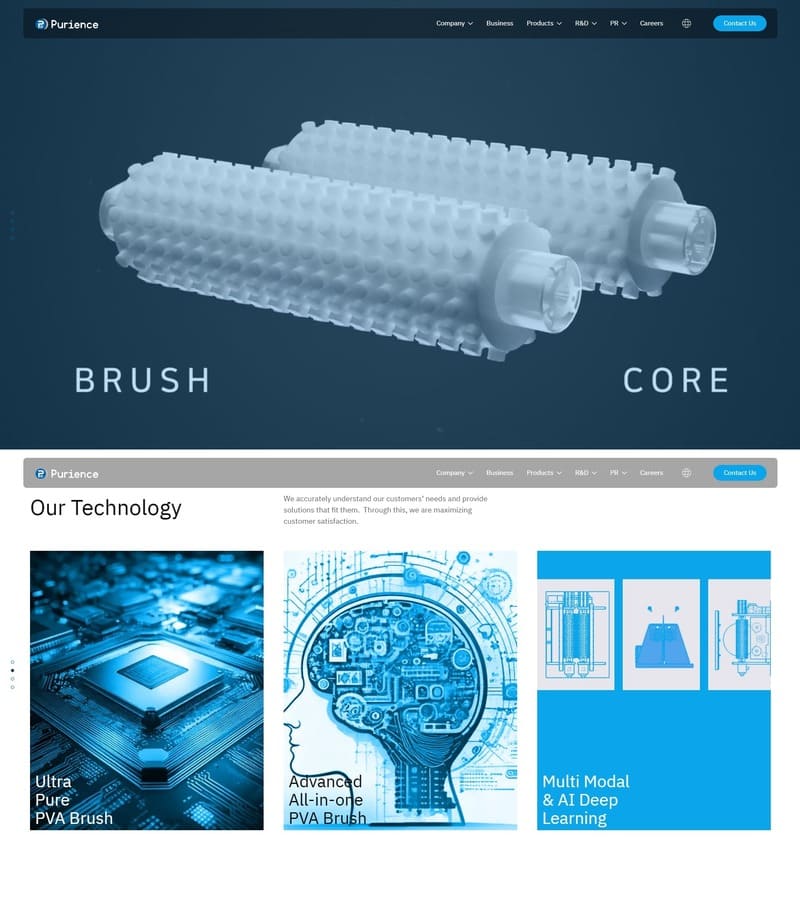 Purience
Company Business Products R&D PR Careers Contact Us
BRUSH CORE
Purience
Company Business Products R&D PR Careers Contact Us
Our Technology
We accurately understand our customers' needs and provide
solutions that fit them. Through this, we are maximizing
customer satisfaction.
Ultra
Pure
PVA Brush
Advanced
All-in-one
PVA Brush
Multi Modal
& AI Deep
Learning